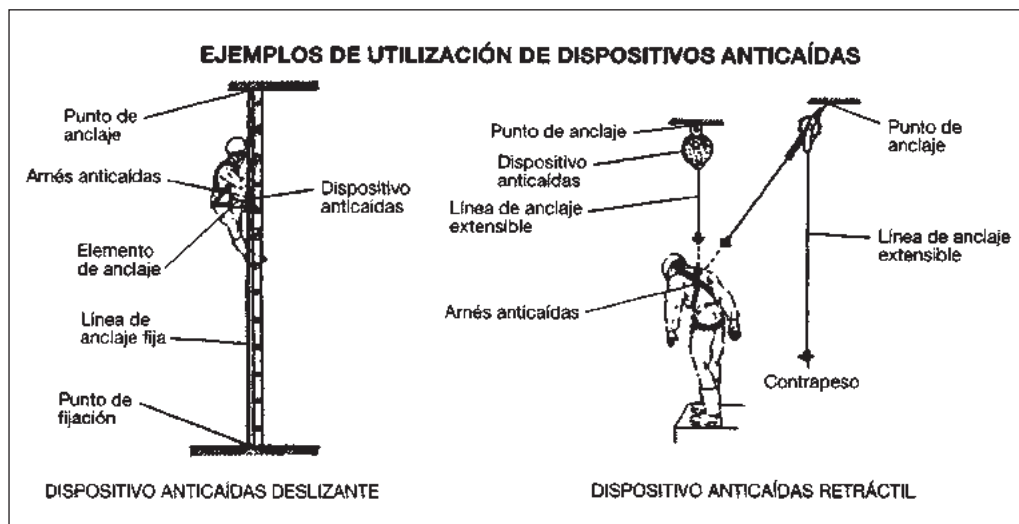 EJEMPLOS DE UTILIZACIÓN DE DISPOSITIVOS ANTICAÍDAS
Punto de
anclaje
Arnés anticaídas
Dispositivo
anticaídas
Elemento
de anclaje
Línea de
anclaje fija
Punto de
fijación
DISPOSITIVO ANTICAÍDAS DESLIZANTE
Punto de anclaje
Dispositivo
anticaídas
Línea de anclaje
extensible
Arnés anticaídas
Punto de
anclaje
Línea de anclaje
extensible
Contrapeso
DISPOSITIVO ANTICAÍDAS RETRÁCTIL